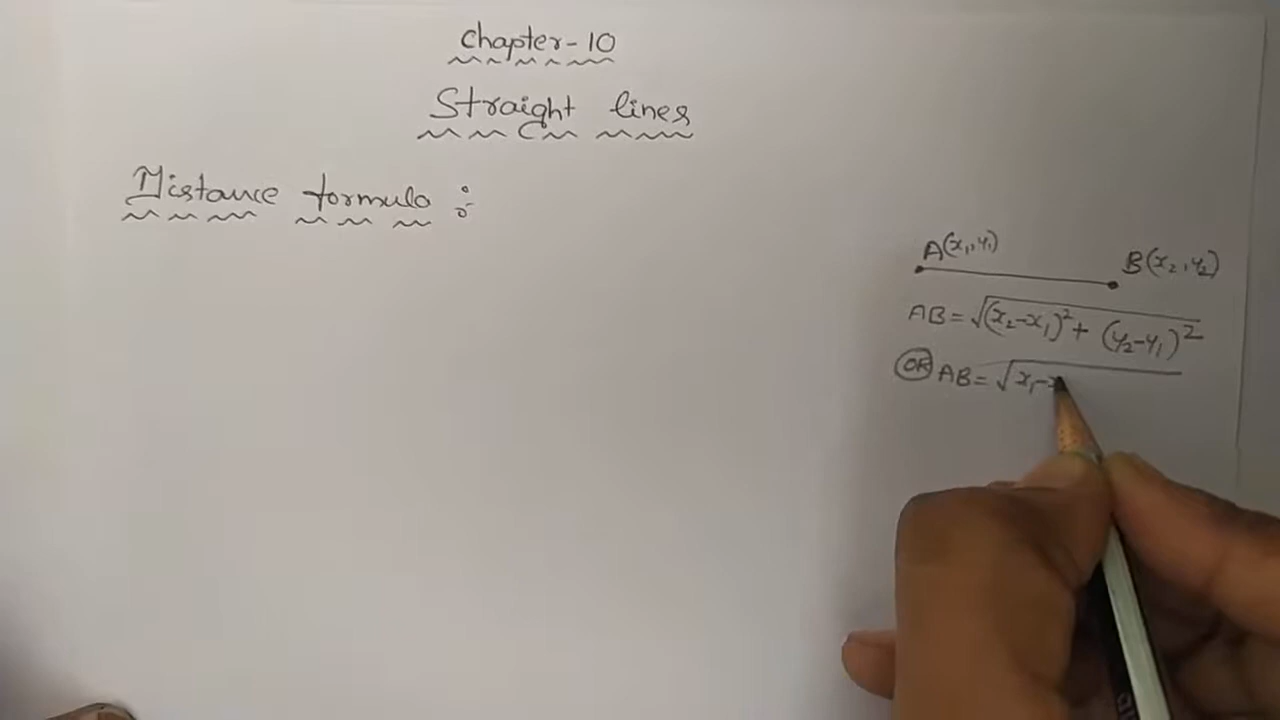 Chapter-10
Straight lines
Distance formula :
A(x₁,y₁)
B(x₂,y₂)
AB=√(x₂-x₁)²+(y₂-y₁)²
OR AB=√x₁-x